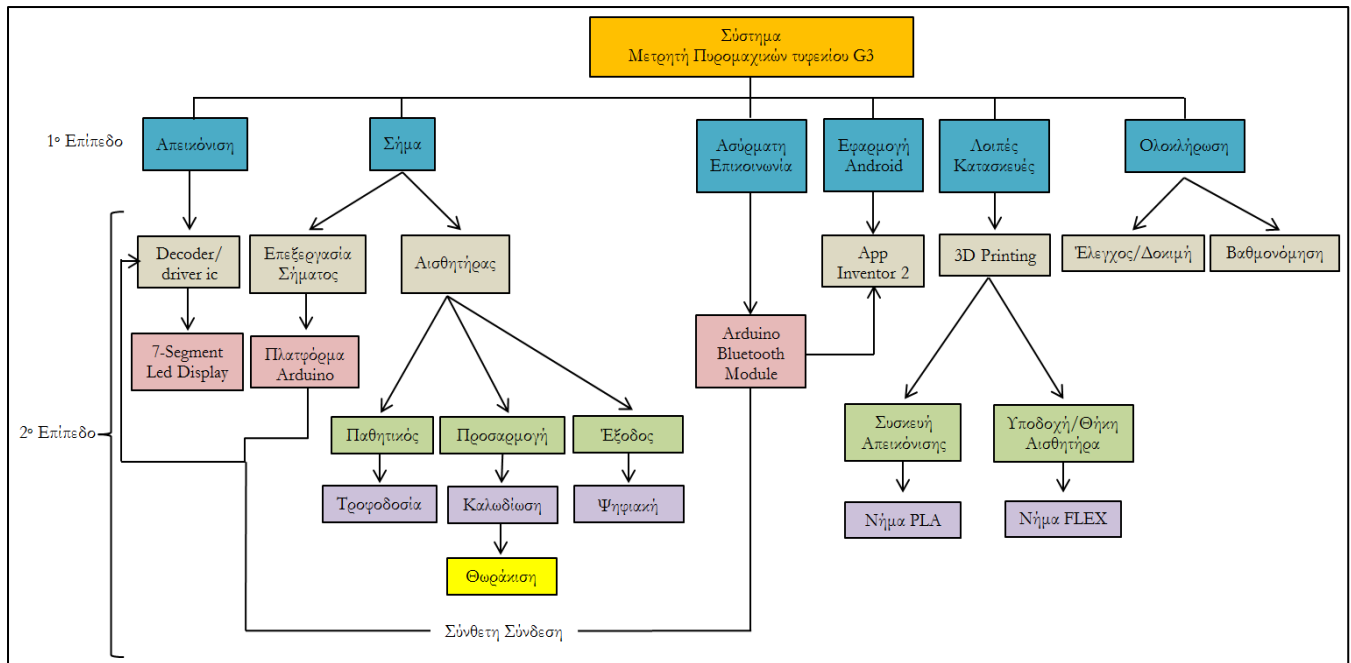 Σύστημα
Μετρητή Πυρομαχικών τυφεκίου G3
1ο Επίπεδο
Απεικόνιση
Σήμα
Ασύρματη
Επικοινωνία
Εφαρμογή
Android
Λοιπές
Κατασκευές
Ολοκλήρωση
Decoder/
driver ic
Επεξεργασία
Σήματος
Αισθητήρας
App
Inventor 2
3D Printing
Έλεγχος/Δοκιμή
Βαθμονόμηση
7-Segment
Led Display
Πλατφόρμα
Arduino
Arduino
Bluetooth
Module
2ο Επίπεδο
Παθητικός
Προσαρμογή
Έξοδος
Συσκευή
Απεικόνισης
Υποδοχή/Θήκη
Αισθητήρα
Τροφοδοσία
Καλωδίωση
Ψηφιακή
Νήμα PLA
Νήμα FLEX
Θωράκιση
Σύνθετη Σύνδεση